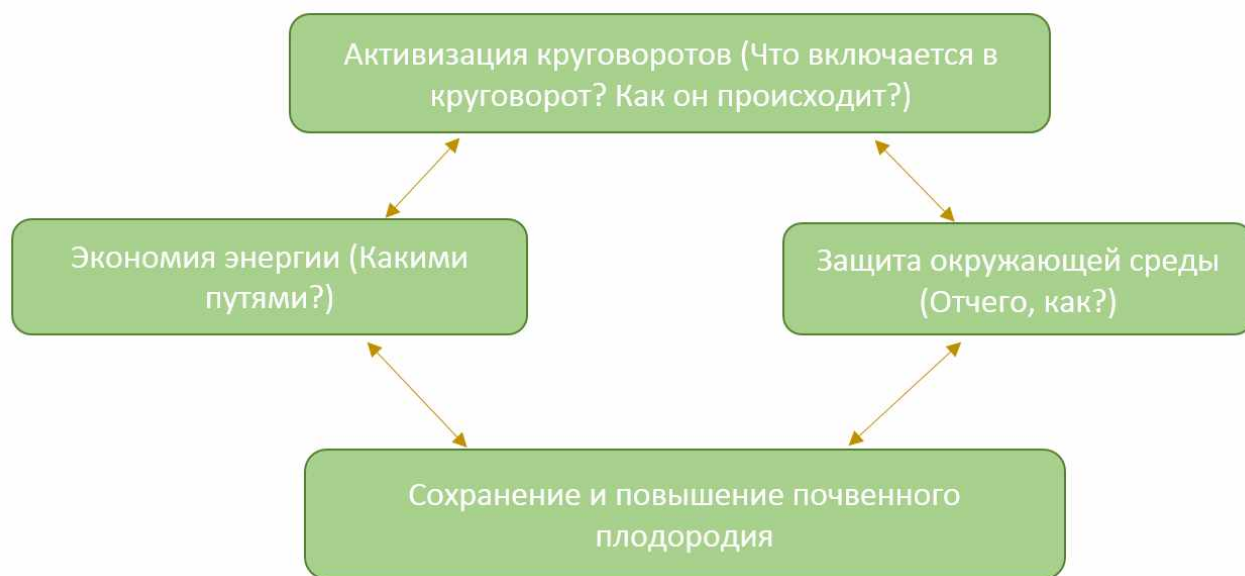 Активизация круговоротов (Что включается в
круговорот? Как он происходит?)
Экономия энергии (Какими
путями?)
Защита окружающей среды
(Отчего, как?)
Сохранение и повышение почвенного
плодородия